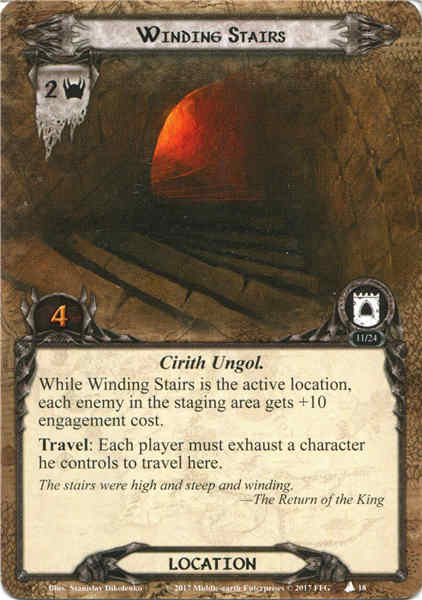 WINDING STAIRS
2
4
11/24
Cirith Ungol.
While Winding Stairs is the active location,
each enemy in the staging area gets +10
engagement cost.
Travel: Each player must exhaust a character
he controls to travel here.
The stairs were high and steep and winding.
—The Return of the King
LOCATION
Illus. Stanislav Dikolenko © 2017 Middle-earth Enterprises © 2017 FFG 18